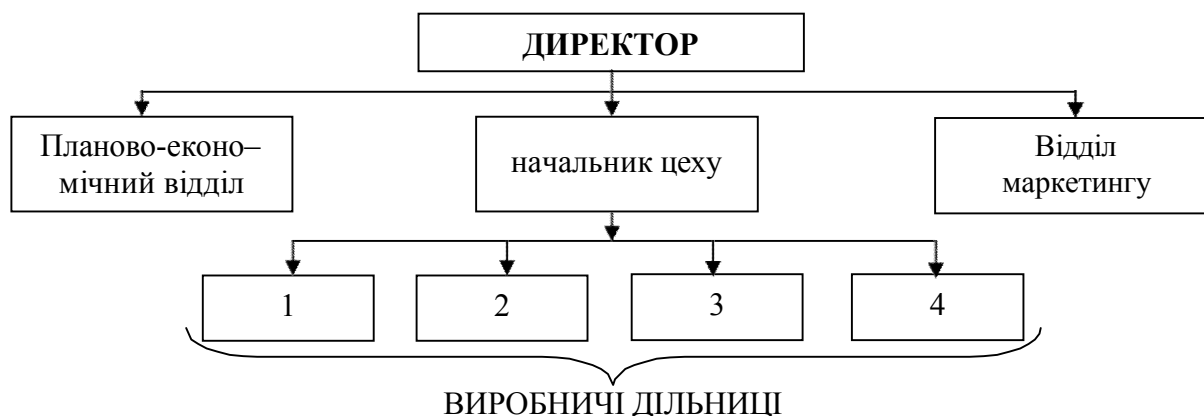 ДИРЕКТОР
Планово-еконо–
мічний відділ
начальник цеху
Відділ
маркетингу
1
2
3
4
ВИРОБНИЧІ ДІЛЬНИЦІ